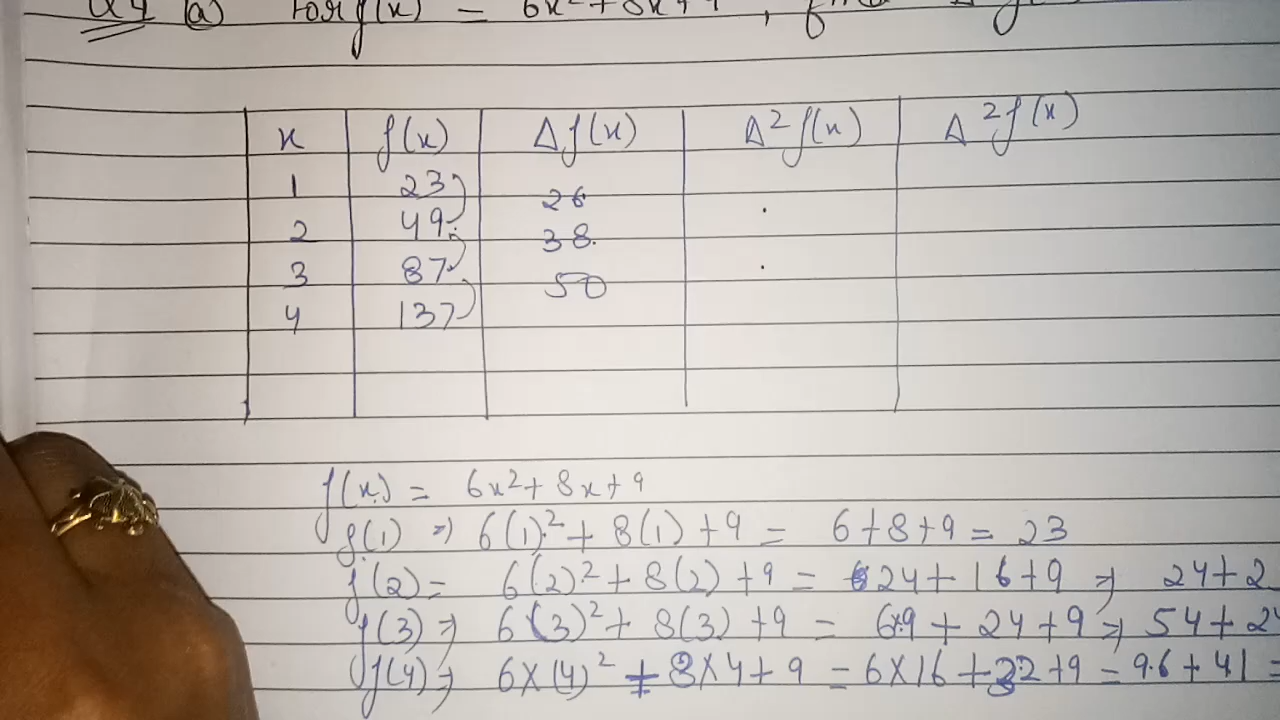 (a) For f(x) = 6x² + 8x + 9, find
x f(x) Δf(x) Δ²f(x) Δ²f(x)
1 23 26
2 49 38
3 87 50
4 137
f(x) = 6x² + 8x + 9
f(1) ⇒ 6(1)² + 8(1) + 9 = 6 + 8 + 9 = 23
f(2) = 6(2)² + 8(2) + 9 = 24 + 16 + 9 ⇒ 24 + 2
f(3) ⇒ 6(3)² + 8(3) + 9 = 6×9 + 24 + 9 ⇒ 54 + 24
f(4) ⇒ 6×(4)² + 8×4 + 9 = 6×16 + 32 + 9 = 96 + 41 =